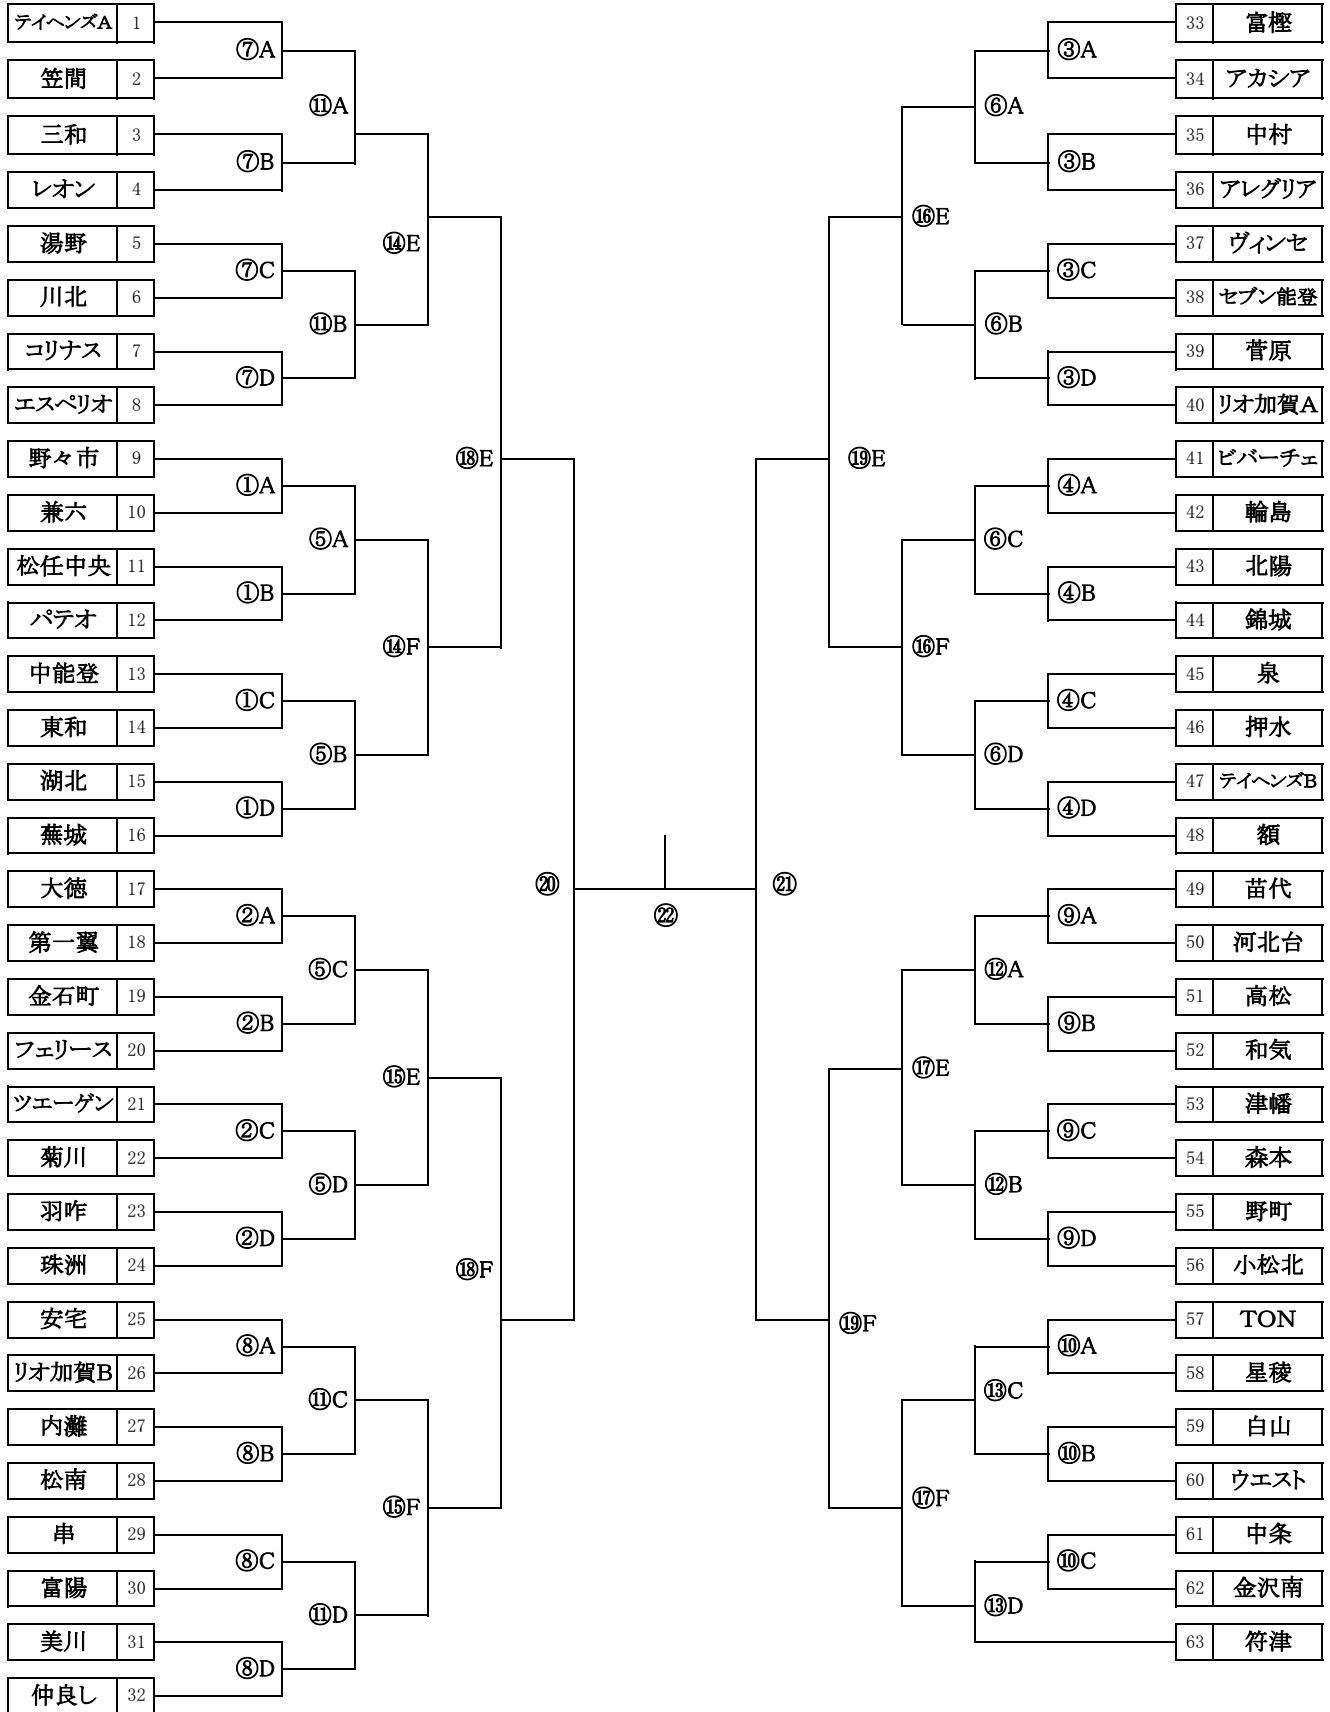 テイヘンズA 1
⑦A
笠間 2
⑪A
三和 3
⑦B
レオン 4
⑭E
湯野 5
⑦C
川北 6
⑪B
コリナス 7
⑦D
エスペリオ 8
⑱E
野々市 9
①A
兼六 10
⑤A
松任中央 11
①B
パテオ 12
⑭F
中能登 13
①C
東和 14
⑤B
湖北 15
①D
蕪城 16
⑳
大徳 17
②A
第一翼 18
⑤C
金石町 19
②B
フェリース 20
⑮E
ツエーゲン 21
②C
菊川 22
⑤D
羽咋 23
②D
珠洲 24
⑱F
安宅 25
⑧A
リオ加賀B 26
⑪C
内灘 27
⑧B
松南 28
⑮F
串 29
⑧C
富陽 30
⑪D
美川 31
⑧D
仲良し 32
㉒
33 富樫
③A
34 アカシア
⑥A
35 中村
③B
36 アレグリア
⑯E
37 ヴィンセ
③C
38 セブン能登
⑥B
39 菅原
③D
40 リオ加賀A
⑲E
41 ビバーチェ
④A
42 輪島
⑥C
43 北陽
④B
44 錦城
⑯F
45 泉
④C
46 押水
⑥D
47 テイヘンズB
④D
48 額
㉑
49 苗代
⑨A
50 河北台
⑫A
51 高松
⑨B
52 和気
⑰E
53 津幡
⑨C
54 森本
⑫B
55 野町
⑨D
56 小松北
⑲F
57 TON
⑩A
58 星稜
⑬C
59 白山
⑩B
60 ウエスト
⑰F
61 中条
⑩C
62 金沢南
⑬D
63 符津